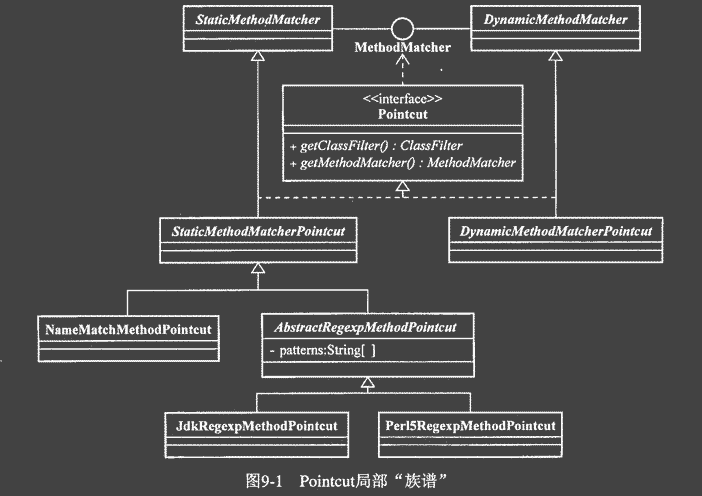 StaticMethodMatcher
DynamicMethodMatcher
MethodMatcher
<<interface>>
Pointcut
+ getClassFilter() : ClassFilter
+ getMethodMatcher() : MethodMatcher
StaticMethodMatcherPointcut
DynamicMethodMatcherPointcut
NameMatchMethodPointcut
AbstractRegexpMethodPointcut
- patterns:String[ ]
JdkRegexpMethodPointcut
Perl5RegexpMethodPointcut
图9-1 Pointcut局部“族谱”